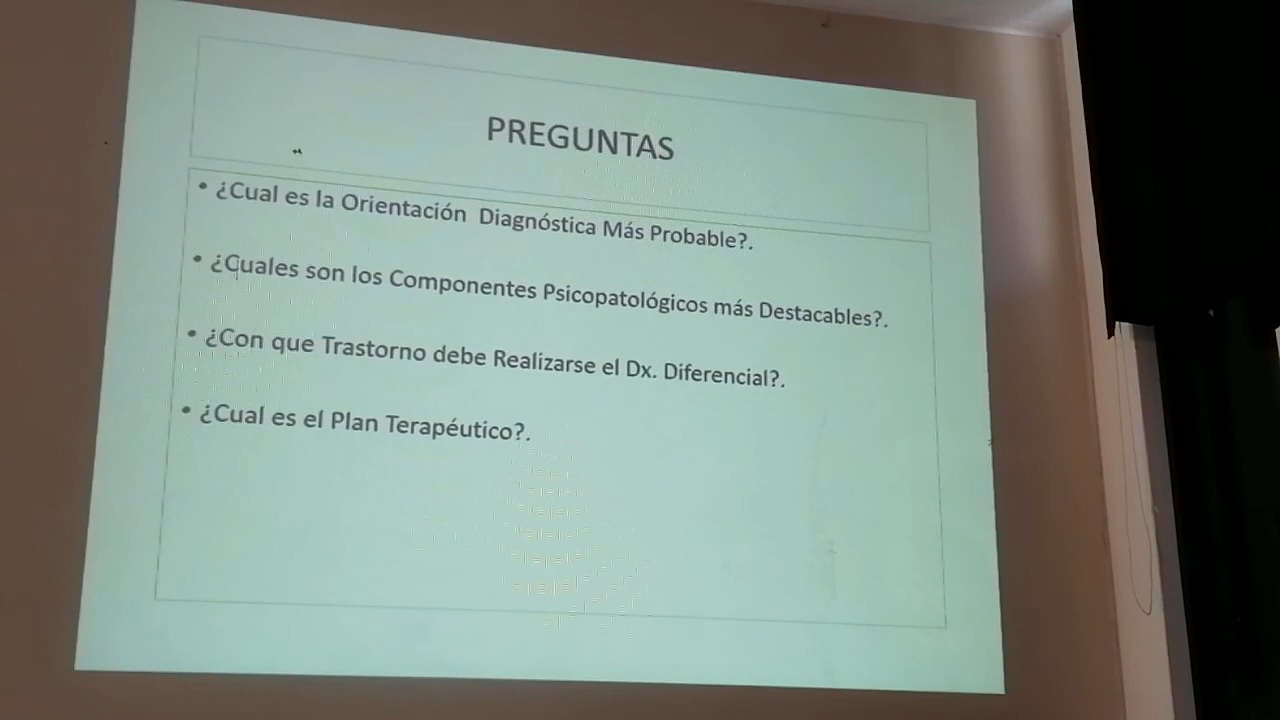 PREGUNTAS
• ¿Cual es la Orientación Diagnóstica Más Probable?.
• ¿Cuales son los Componentes Psicopatológicos más Destacables?.
• ¿Con que Trastorno debe Realizarse el Dx. Diferencial?.
• ¿Cual es el Plan Terapéutico?.